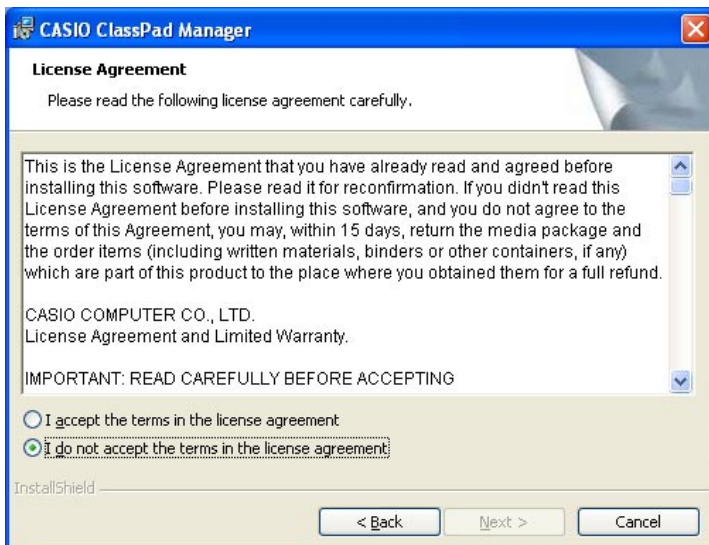 CASIO ClassPad Manager
License Agreement
Please read the following license agreement carefully.
This is the License Agreement that you have already read and agreed before
installing this software. Please read it for reconfirmation. If you didn't read this
License Agreement before installing this software, and you do not agree to the
terms of this Agreement, you may, within 15 days, return the media package and
the order items (including written materials, binders or other containers, if any)
which are part of this product to the place where you obtained them for a full refund.
CASIO COMPUTER CO., LTD.
License Agreement and Limited Warranty.
IMPORTANT: READ CAREFULLY BEFORE ACCEPTING
I accept the terms in the license agreement
I do not accept the terms in the license agreement
InstallShield
< Back Next > Cancel